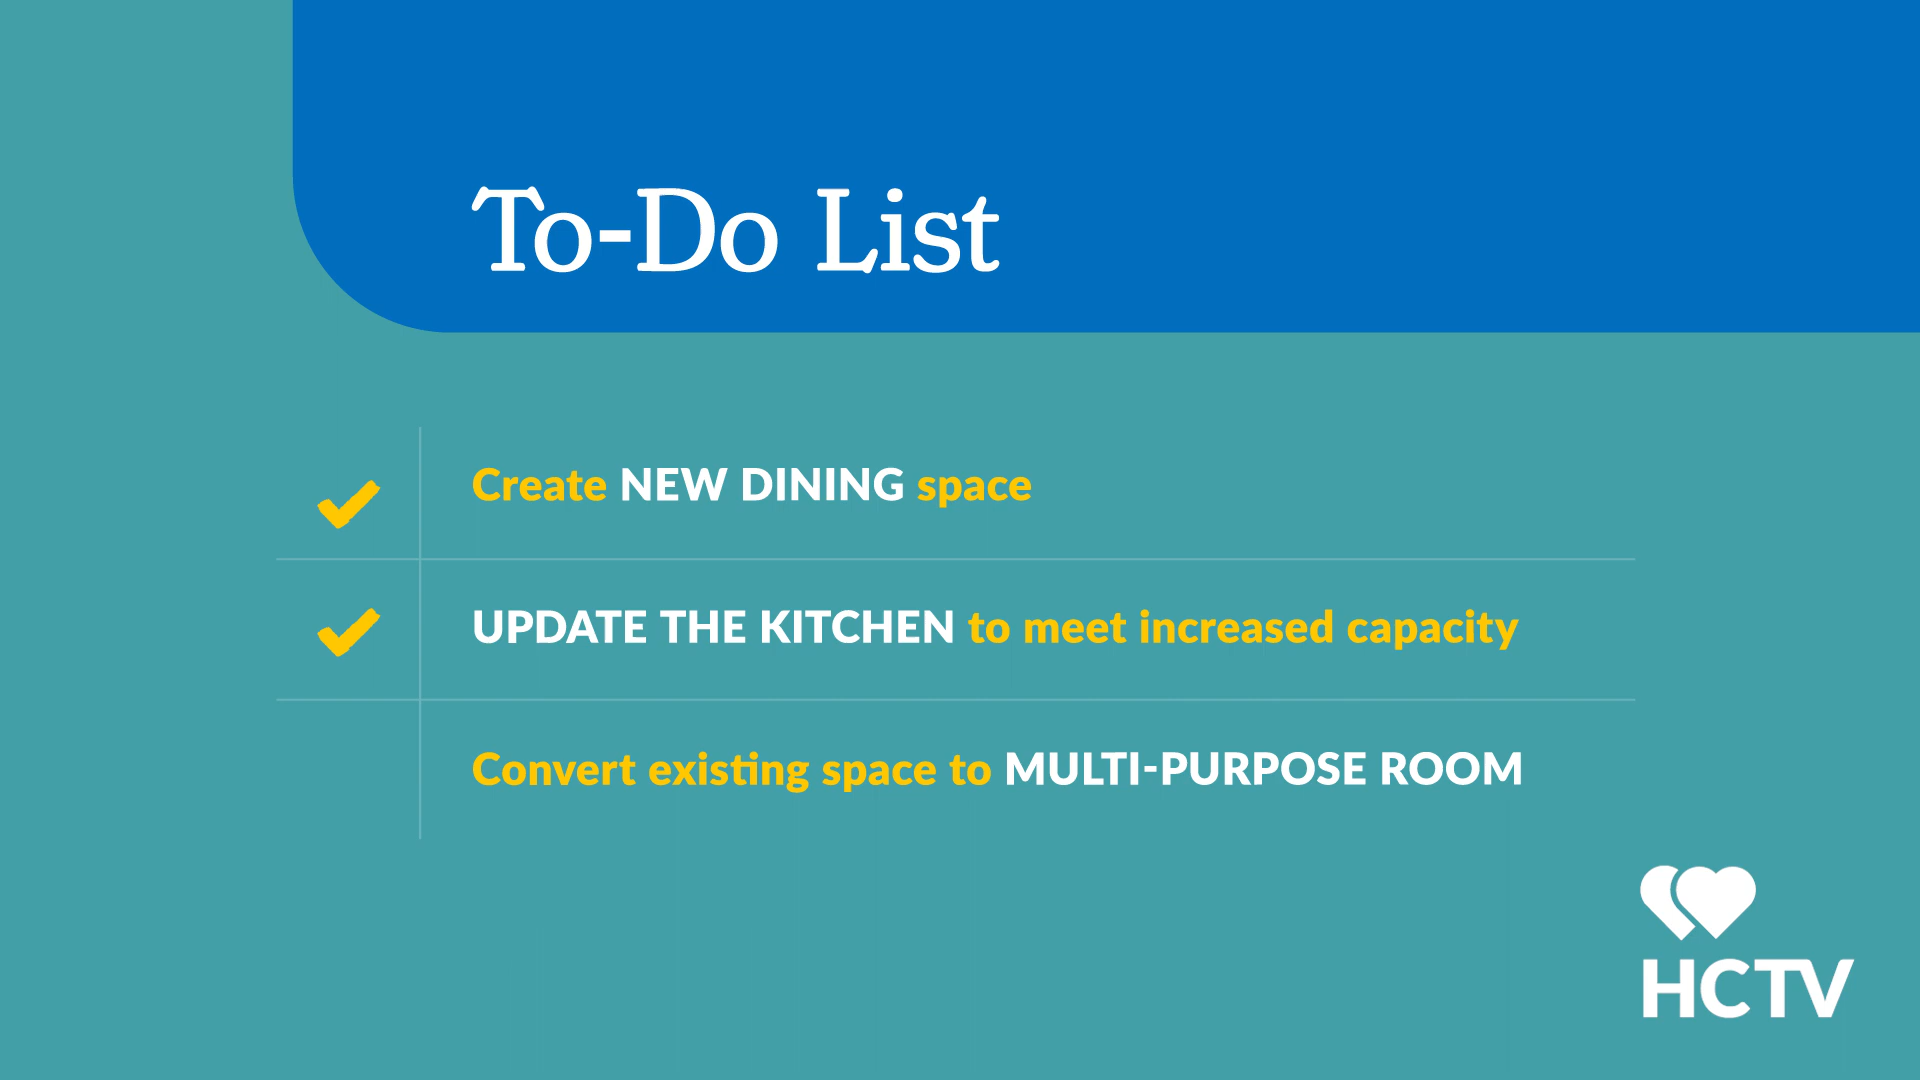 To-Do List
Create NEW DINING space
UPDATE THE KITCHEN to meet increased capacity
Convert existing space to MULTI-PURPOSE ROOM
HCTV